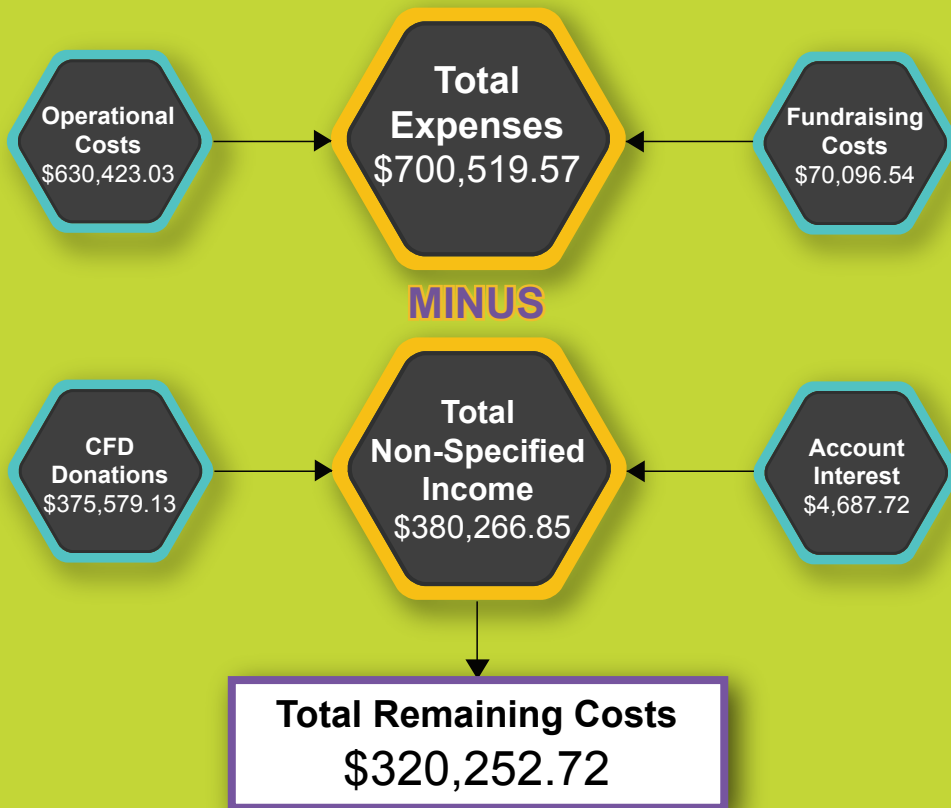 Total
Expenses
$700,519.57
Operational
Costs
$630,423.03
Fundraising
Costs
$70,096.54
MINUS
Total
Non-Specified
Income
$380,266.85
CFD
Donations
$375,579.13
Account
Interest
$4,687.72
Total Remaining Costs
$320,252.72